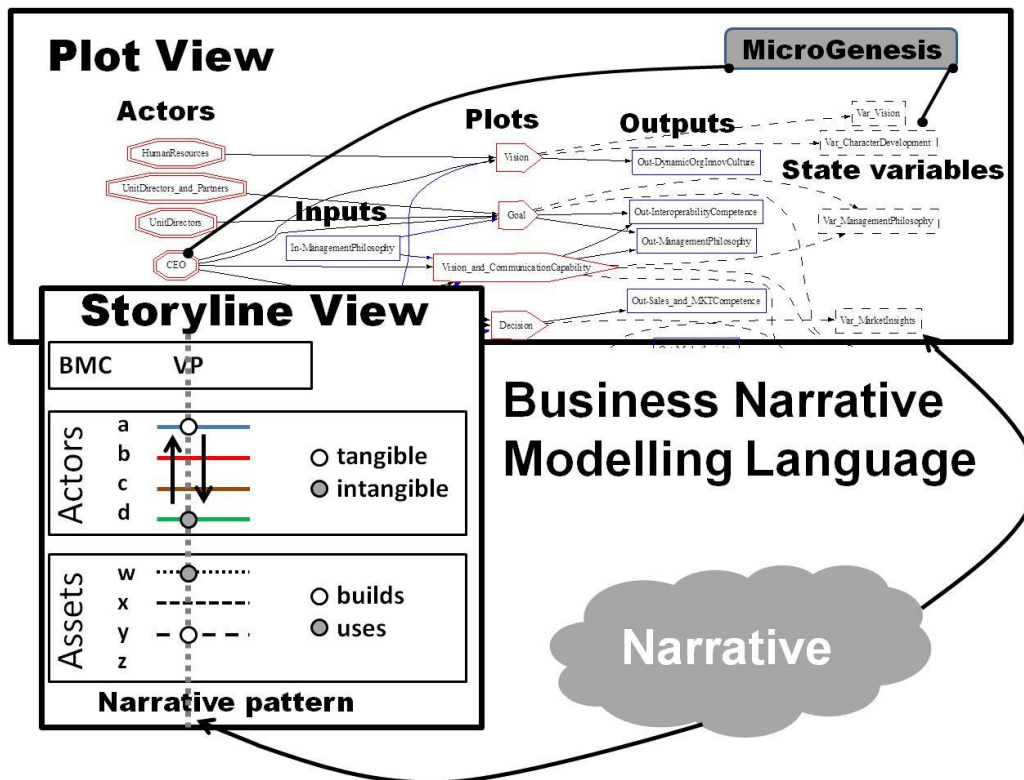 Plot View
MicroGenesis
Actors
Plots
Outputs
Var_Vision
Var_CharacterDevelopment
State variables
HumanResources
Vision
Out-DynamicOrgInnovCulture
UnitDirectors_and_Partners
Inputs
UnitDirectors
Goal
Out-InteroperabilityCompetence
Var_ManagementPhilosophy
In-ManagementPhilosophy
Out-ManagementPhilosophy
CEO
Vision_and_CommunicationCapability
Out-Sales_and_MKTCompetence
Decision
Var_MarketInsights
Storyline View
BMC VP
Actors
a
b
c
d
tangible
intangible
Assets
w
x
y
z
builds
uses
Narrative pattern
Business Narrative
Modelling Language
Narrative